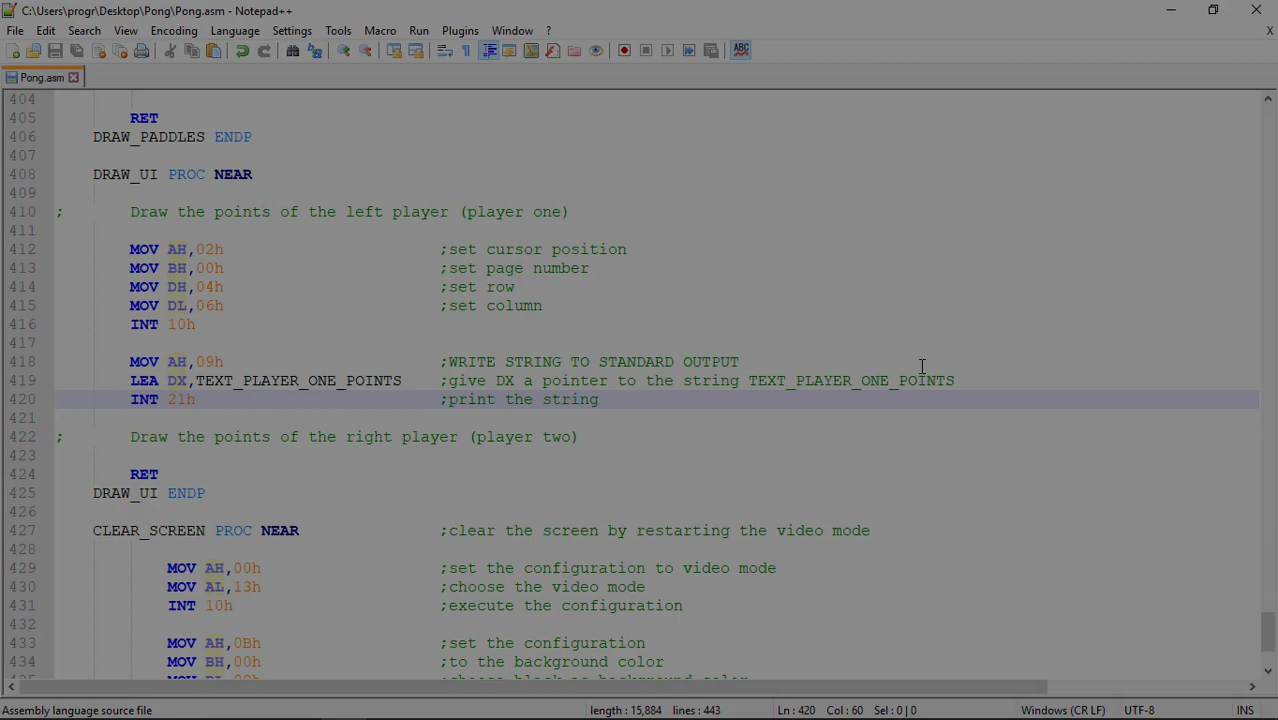 C:\Users\progr\Desktop\Pong\Pong.asm - Notepad++
File Edit Search View Encoding Language Settings Tools Macro Run Plugins Window ?
X
ABC
Pong.asm
404
405 RET
406 DRAW_PADDLES ENDP
407
408 DRAW_UI PROC NEAR
409
410 ; Draw the points of the left player (player one)
411
412 MOV AH,02h ;set cursor position
413 MOV BH,00h ;set page number
414 MOV DH,04h ;set row
415 MOV DL,06h ;set column
416 INT 10h
417
418 MOV AH,09h ;WRITE STRING TO STANDARD OUTPUT
419 LEA DX,TEXT_PLAYER_ONE_POINTS ;give DX a pointer to the string TEXT_PLAYER_ONE_POINTS
420 INT 21h ;print the string
421
422 ; Draw the points of the right player (player two)
423
424 RET
425 DRAW_UI ENDP
426
427 CLEAR_SCREEN PROC NEAR ;clear the screen by restarting the video mode
428
429 MOV AH,00h ;set the configuration to video mode
430 MOV AL,13h ;choose the video mode
431 INT 10h ;execute the configuration
432
433 MOV AH,0Bh ;set the configuration
434 MOV BH,00h ;to the background color
Assembly language source file length : 15,884 lines : 443 Ln : 420 Col : 60 Sel : 0 | 0 Windows (CR LF) UTF-8 INS